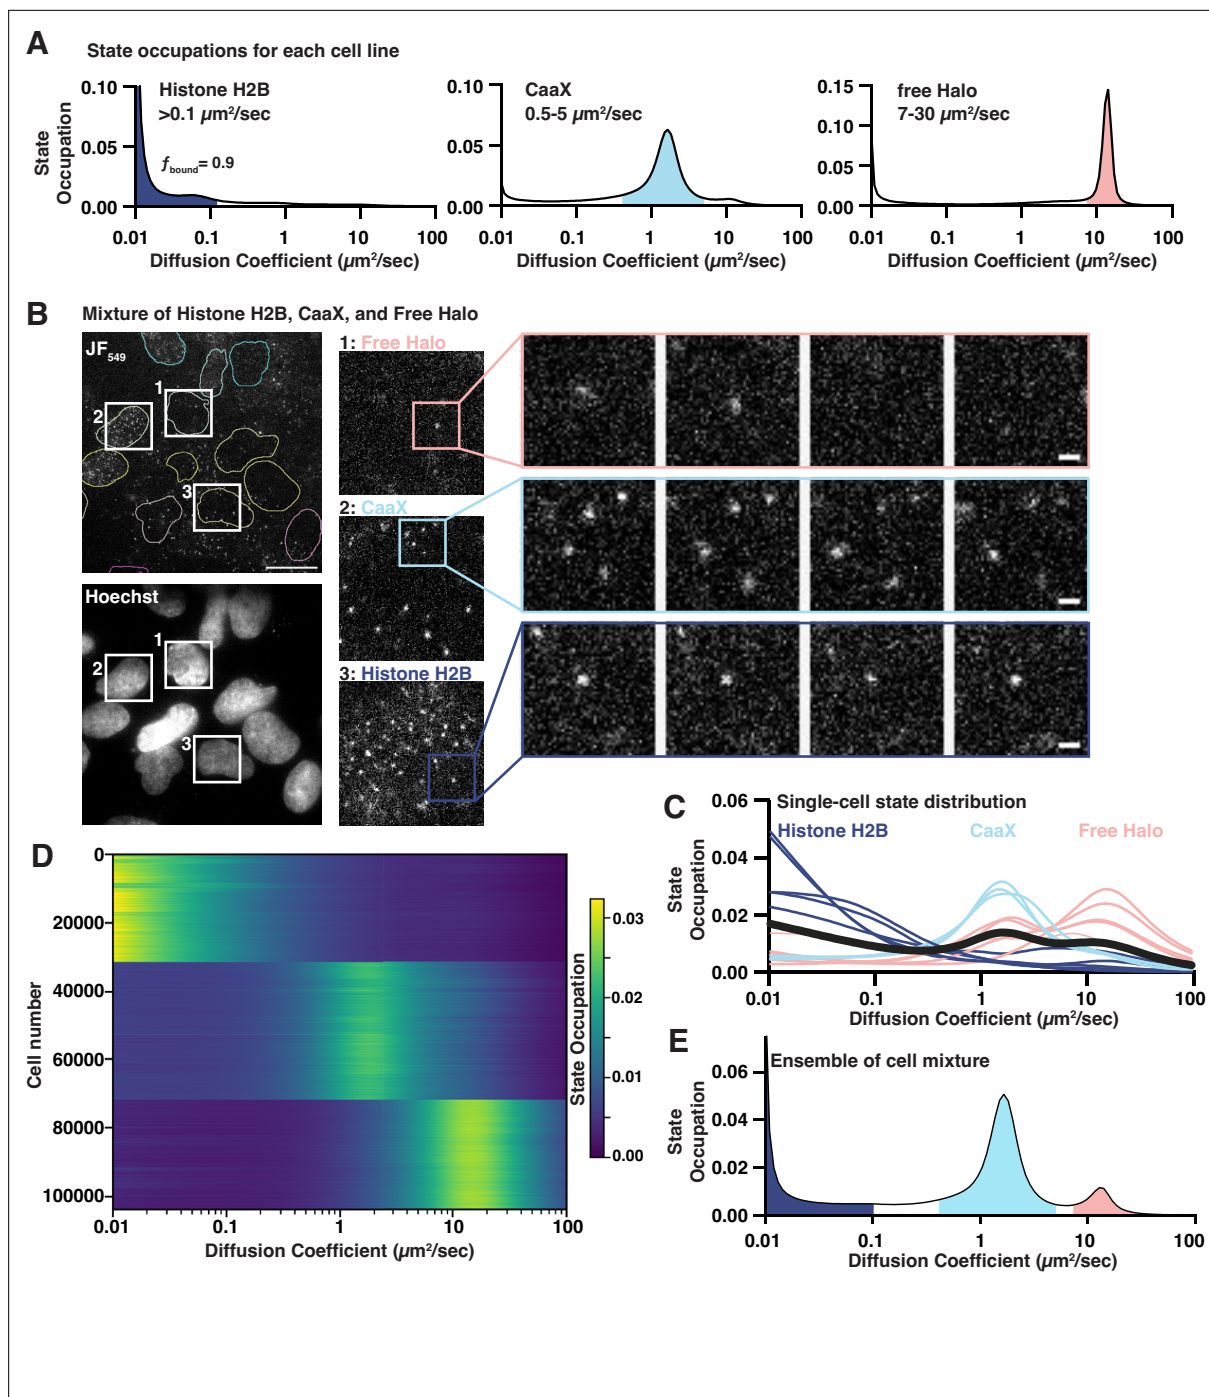 A
State occupations for each cell line
Histone H2B
>0.1 µm²/sec
f bound = 0.9
State
Occupation
0.10
0.05
0.00
0.01 0.1 1 10 100
Diffusion Coefficient (µm²/sec)
CaaX
0.5-5 µm²/sec
0.10
0.05
0.00
0.01 0.1 1 10 100
Diffusion Coefficient (µm²/sec)
free Halo
7-30 µm²/sec
0.15
0.10
0.05
0.00
0.01 0.1 1 10 100
Diffusion Coefficient (µm²/sec)
B
Mixture of Histone H2B, CaaX, and Free Halo
JF549
1
2
3
Hoechst
1
2
3
1: Free Halo
2: CaaX
3: Histone H2B
C
Single-cell state distribution
Histone H2B CaaX Free Halo
State
Occupation
0.06
0.04
0.02
0.00
0.01 0.1 1 10 100
Diffusion Coefficient (µm²/sec)
D
Cell number
0
20000
40000
60000
80000
100000
0.01 0.1 1 10 100
Diffusion Coefficient (µm²/sec)
State Occupation
0.03
0.02
0.01
0.00
E
Ensemble of cell mixture
State
Occupation
0.06
0.04
0.02
0.00
0.01 0.1 1 10 100
Diffusion Coefficient (µm²/sec)